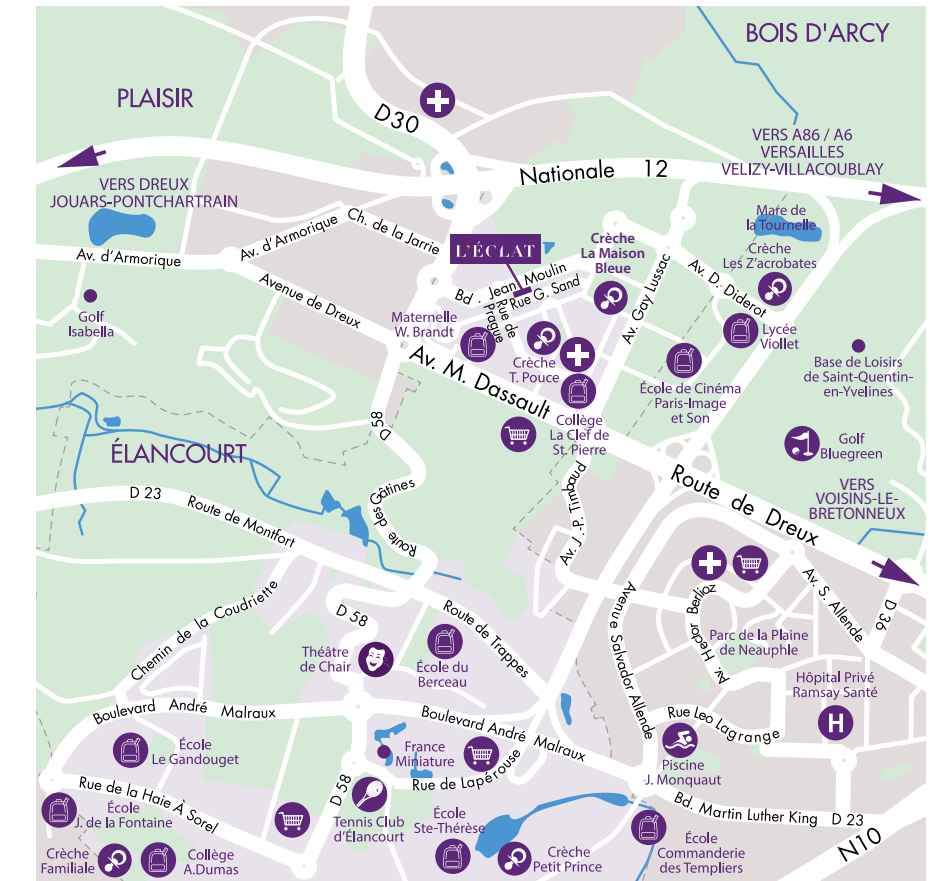 BOIS D'ARCY
PLAISIR
D30
VERS A86 / A6
VERSAILLES
VELIZY-VILLACOUBLAY
Nationale 12
VERS DREUX
JOUARS-PONTCHARTRAIN
Mare de
la Tournelle
Ch. de la Jarrie
Av. d'Armorique
Av. d'Armorique
L'ÉCLAT
Crèche
La Maison
Bleue
Crèche
Les Z'acrobates
Av. Gay Lussac
Av. D. Diderot
Bd. Jean Moulin
Rue G. Sand
Rue de
Prague
Avenue de Dreux
Golf
Isabella
Maternelle
W. Brandt
Crèche
T. Pouce
Lycée
Viollet
Av. M. Dassault
École de Cinéma
Paris-Image
et Son
Base de Loisirs
de Saint-Quentin-
en-Yvelines
Collège
La Clef de
St. Pierre
D58
Golf
Bluegreen
ÉLANCOURT
D 23
Route de Montfort
Route des Gâtines
Av. J.-P. Timbaud
Route de Dreux
VERS
VOISINS-LE-
BRETONNEUX
Chemin de la Coudriette
D 58
Route de Trappes
Avenue Salvador Allende
Av. Hector Berlioz
Av. S. Allende
D36
Parc de la Plaine
de Neauphle
Théâtre
de Chair
École du
Berceau
Hôpital Privé
Ramsay Santé
H
Boulevard André Malraux
Boulevard André Malraux
Rue Leo Lagrange
École
Le Gandouget
France
Miniature
Rue de Lapérouse
Piscine
J. Monquaut
Rue de la Haie À Sorel
D 58
Bd. Martin Luther King D 23
École
J. de la Fontaine
Tennis Club
d'Élancourt
École
Ste-Thérèse
École
Commanderie
des Templiers
N10
Crèche
Familiale
Collège
A.Dumas
Crèche
Petit Prince